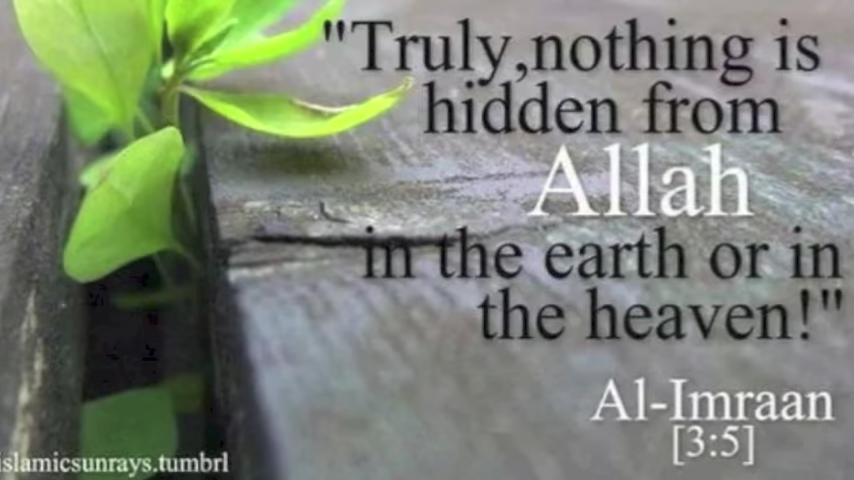 "Truly,nothing is
hidden from
Allah
in the earth or in
the heaven!"
Al-Imraan
[3:5]
islamicsunrays.tumbrl